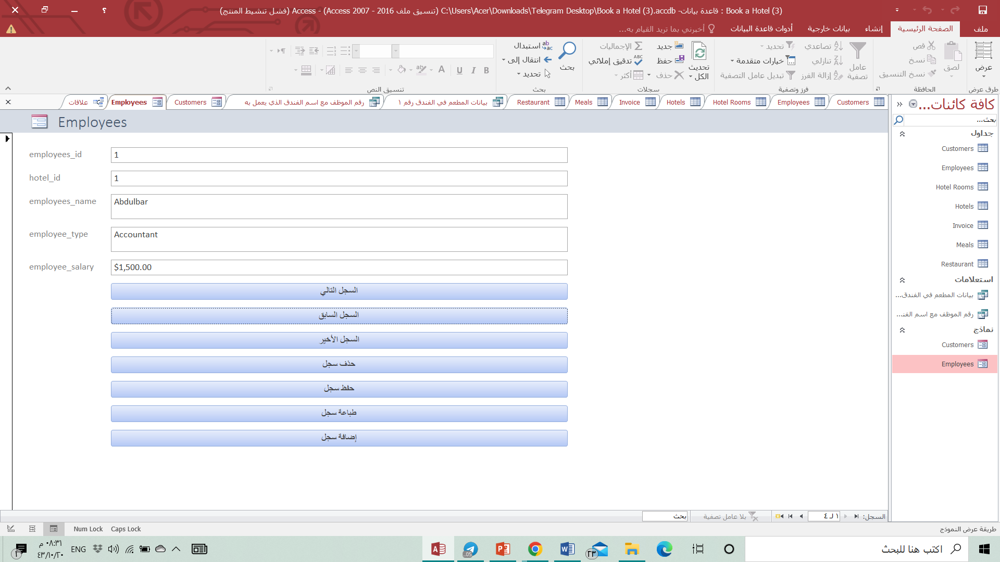 Book a Hotel (3) : قاعدة بيانات- C:\Users\Acer\Downloads\Telegram Desktop\Book a Hotel (3).accdb (تنسيق ملف Access 2007 - 2016) - Access (فشل تنشيط المنتج)
ملف
الصفحة الرئيسية
إنشاء
بيانات خارجية
أدوات قاعدة البيانات
أخبرني بما تريد القيام به...
عرض
طرق عرض
لصق
قص
نسخ
نسخ التنسيق
الحافظة
عامل تصفية
تصاعدي
تنازلي
إزالة الفرز
تحديد
خيارات متقدمة
تبديل عامل التصفية
فرز وتصفية
تحديث الكل
جديد
حفظ
حذف
الإجماليات
تدقيق إملائي
أكثر
سجلات
بحث
استبدال
انتقال إلى
تحديد
بحث
تنسيق النص
Customers
Employees
Hotel Rooms
Hotels
Invoice
Meals
Restaurant
بيانات المطعم في الفندق رقم ١
رقم الموظف مع اسم الفندق الذي يعمل به
Customers
Employees
علاقات
كافة كائنات...
بحث...
جداول
Customers
Employees
Hotel Rooms
Hotels
Invoice
Meals
Restaurant
استعلامات
بيانات المطعم في الفندق...
رقم الموظف مع اسم الفنـ...
نماذج
Customers
Employees
Employees
employees_id 1
hotel_id 1
employees_name Abdulbar
employee_type Accountant
employee_salary $1,500.00
السجل التالي
السجل السابق
السجل الأخير
حذف سجل
حفظ سجل
طباعة سجل
إضافة سجل
السجل: ١ لـ ٤
بلا عامل تصفية
بحث
طريقة عرض النموذج
Num Lock Caps Lock
اكتب هنا للبحث
٢٣
.05
ENG
٠٨:٣١ م
٤٣/١٠/٢٠
١